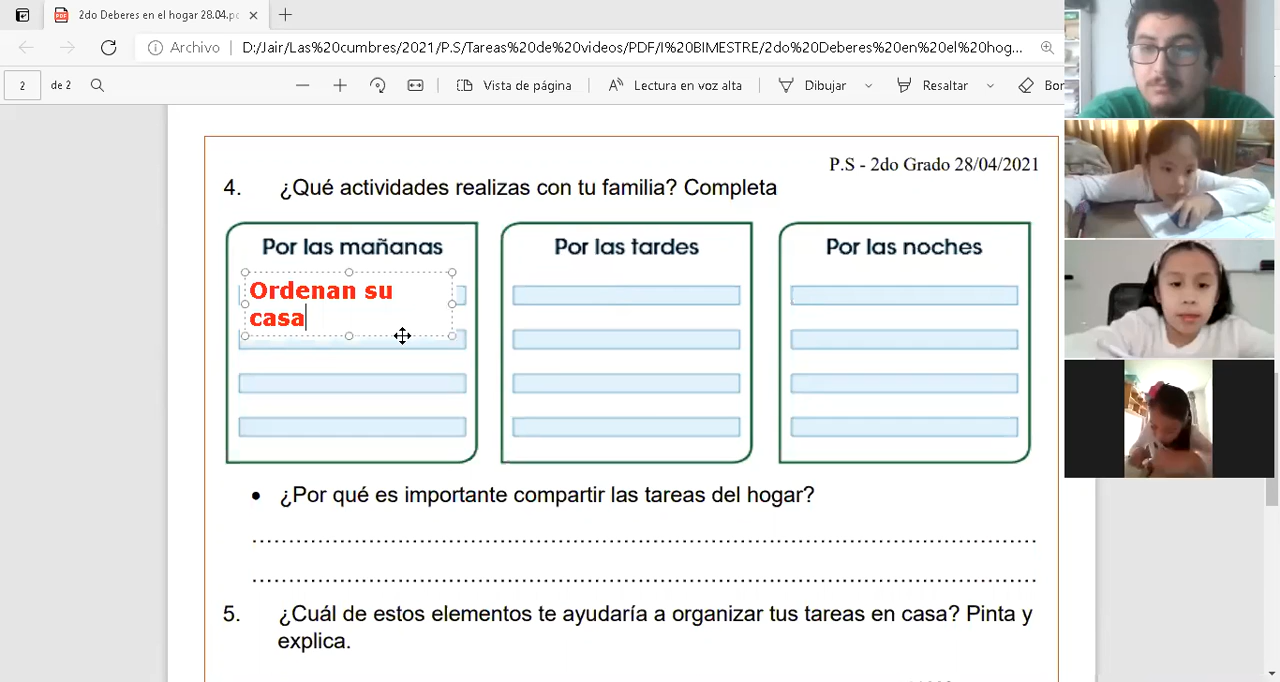 2do Deberes en el hogar 28.04.pc
Archivo
D:/Jair/Las%20cumbres/2021/P.S/Tareas%20de%20videos/PDF/I%20BIMESTRE/2do%20Deberes%20en%20el%20hog...
2 de 2
Vista de página
Lectura en voz alta
Dibujar
Resaltar
Bor
P.S - 2do Grado 28/04/2021
4. ¿Qué actividades realizas con tu familia? Completa
Por las mañanas
Por las tardes
Por las noches
Ordenan su
casa
• ¿Por qué es importante compartir las tareas del hogar?
5. ¿Cuál de estos elementos te ayudaría a organizar tus tareas en casa? Pinta y
explica.